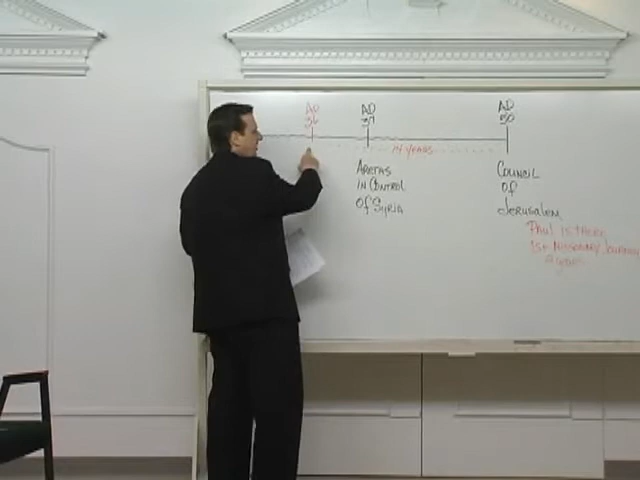 AD
36
AD
37
AD
50
14 YEARS
ARETAS
IN CONTROL
OF SYRIA
COUNCIL
OF
JERUSALEM
PAUL IS THERE
1st MISSIONARY JOURNEY